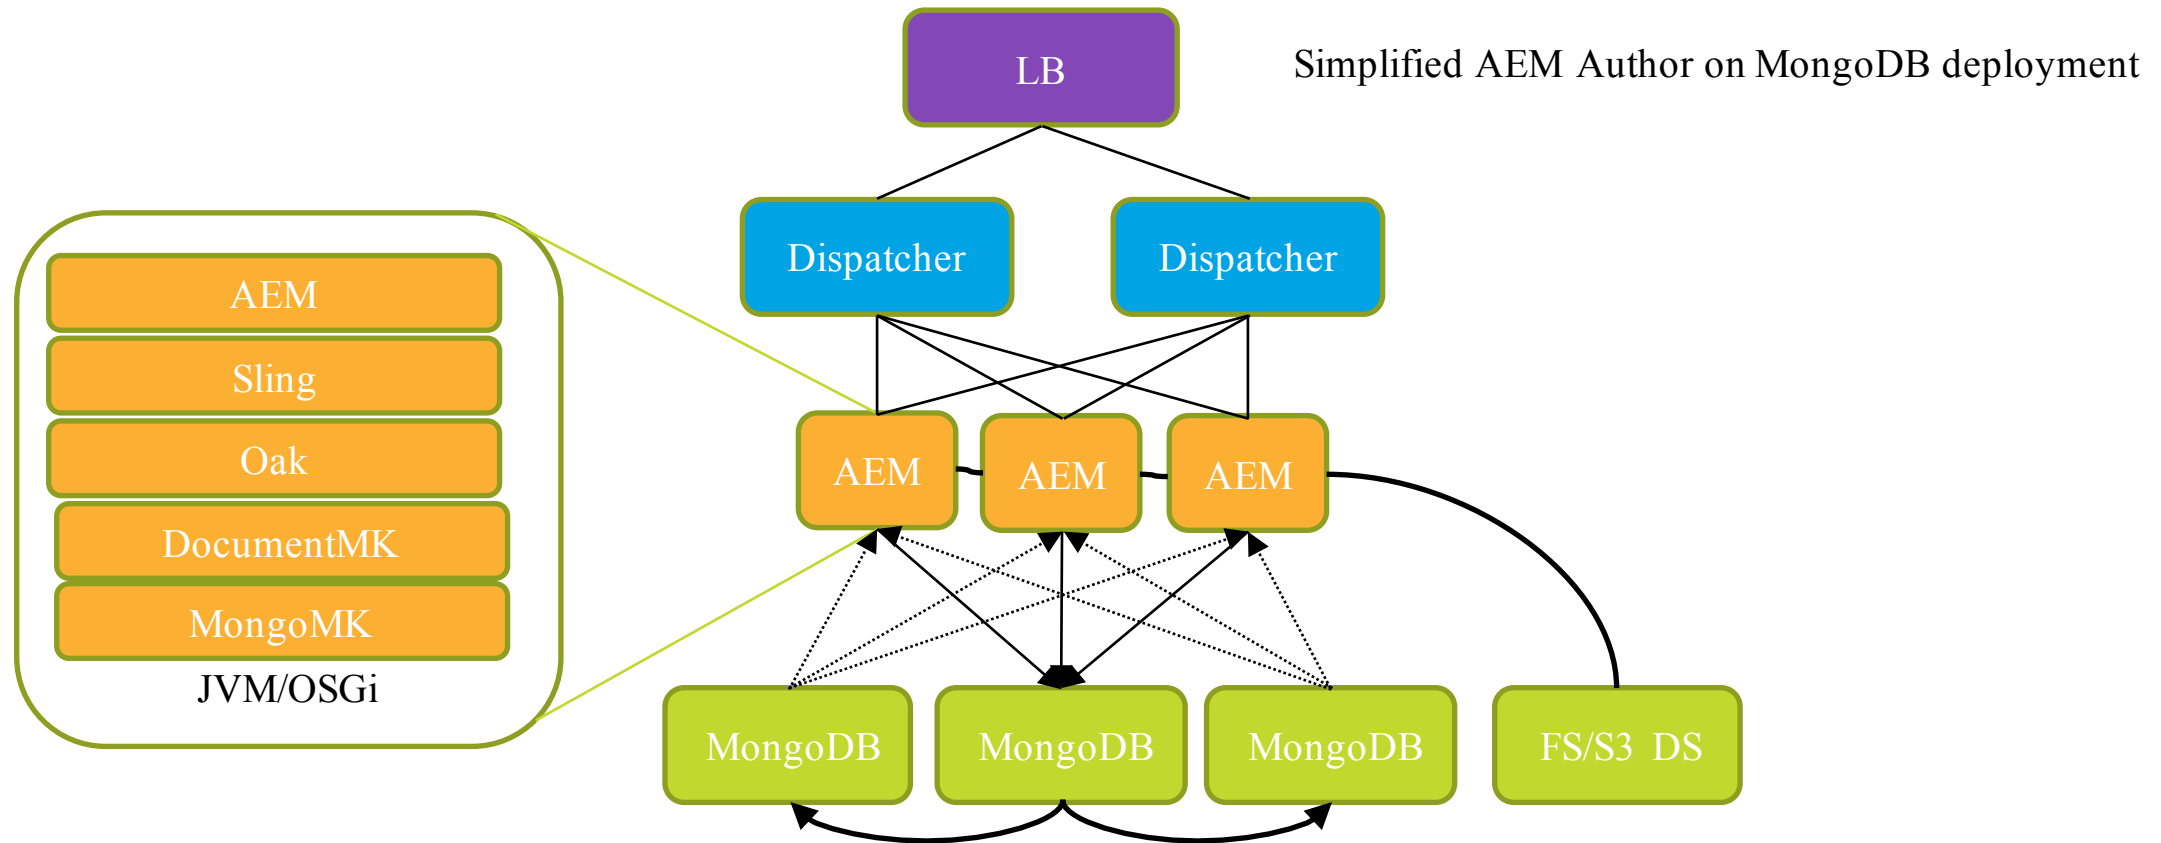 LB
Simplified AEM Author on MongoDB deployment
Dispatcher
Dispatcher
AEM
Sling
Oak
DocumentMK
MongoMK
JVM/OSGi
AEM
AEM
AEM
MongoDB
MongoDB
MongoDB
FS/S3 DS